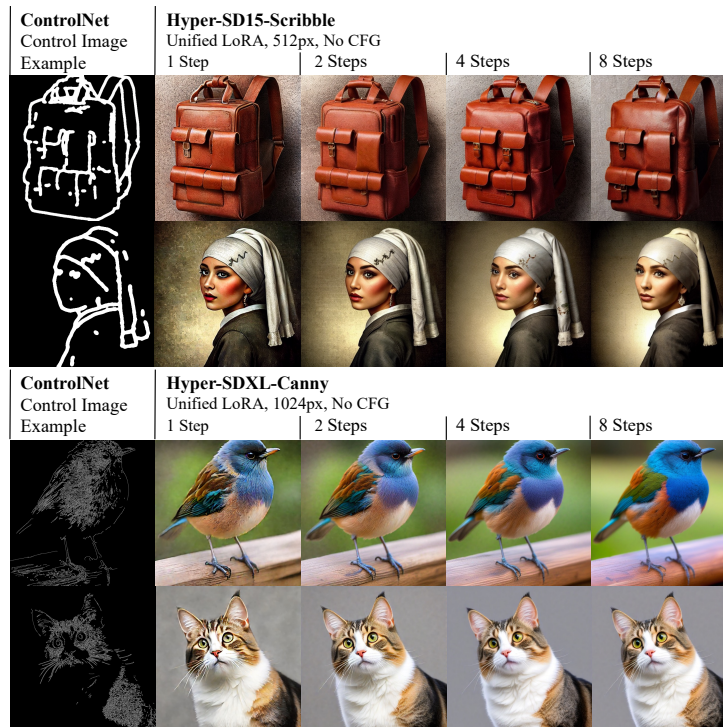 ControlNet
Control Image
Example
Hyper-SD15-Scribble
Unified LoRA, 512px, No CFG
1 Step
2 Steps
4 Steps
8 Steps
ControlNet
Control Image
Example
Hyper-SDXL-Canny
Unified LoRA, 1024px, No CFG
1 Step
2 Steps
4 Steps
8 Steps